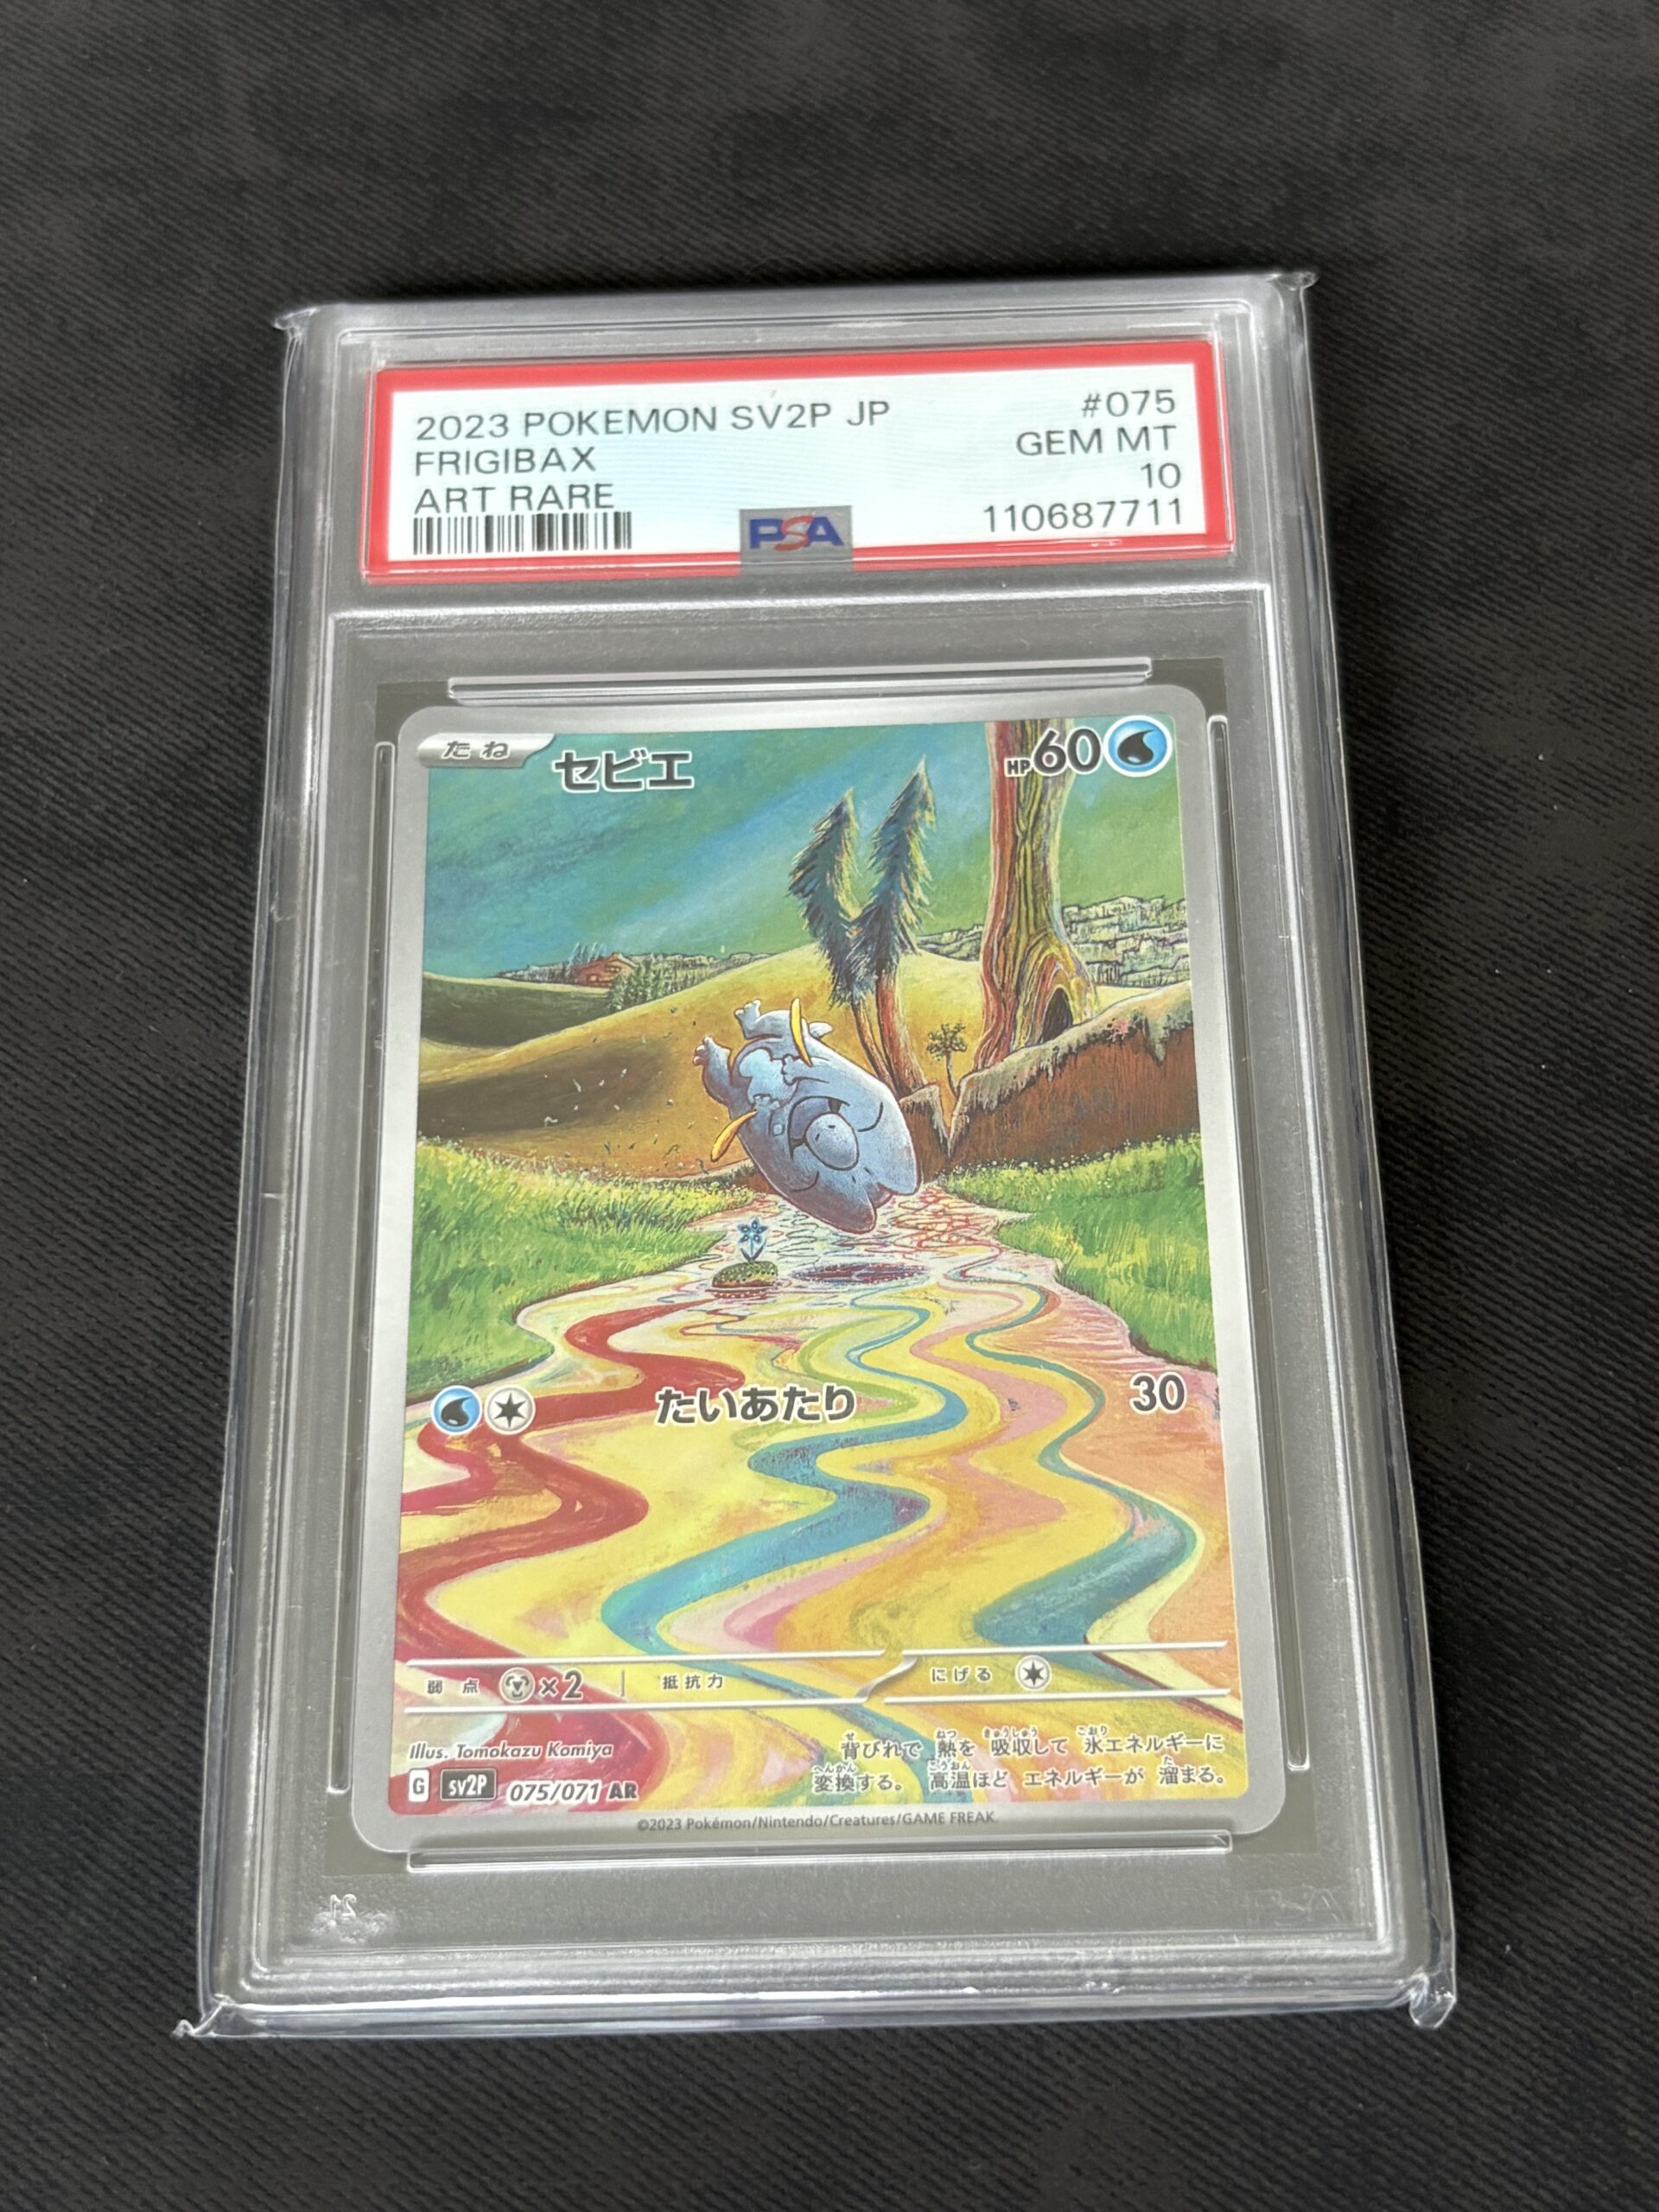 2023 POKEMON SV2P JP #075
FRIGIBAX GEM MT
ART RARE 10
PSA 110687711
たね セビエ HP60
たいあたり 30
弱点 ×2 抵抗力 にげる
Illus. Tomokazu Komiya
背びれで 熱を 吸収して 氷エネルギーに
変換する。 高温ほど エネルギーが 溜まる。
G sv2P 075/071 AR
©2023 Pokémon/Nintendo/Creatures/GAME FREAK